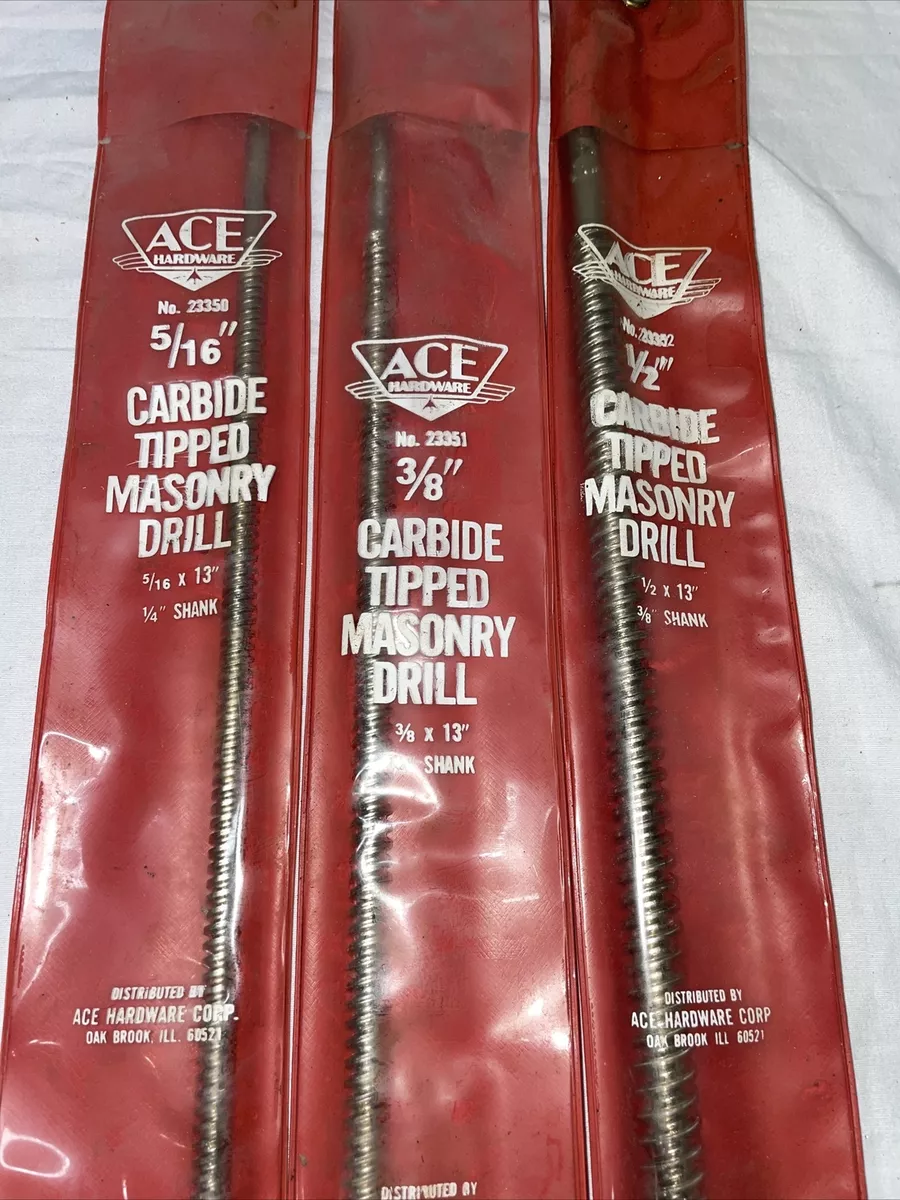 ACE
HARDWARE
No. 23350
5/16"
CARBIDE
TIPPED
MASONRY
DRILL
5/16 x 13"
1/4" SHANK
DISTRIBUTED BY
ACE HARDWARE CORP.
OAK BROOK, ILL. 60521
ACE
HARDWARE
No. 23351
3/8"
CARBIDE
TIPPED
MASONRY
DRILL
3/8 x 13"
SHANK
DISTRIBUTED BY
ACE
HARDWARE
No.
1/2"
CARBIDE
TIPPED
MASONRY
DRILL
1/2 x 13"
3/8" SHANK
DISTRIBUTED BY
ACE HARDWARE CORP
OAK BROOK, ILL 60521